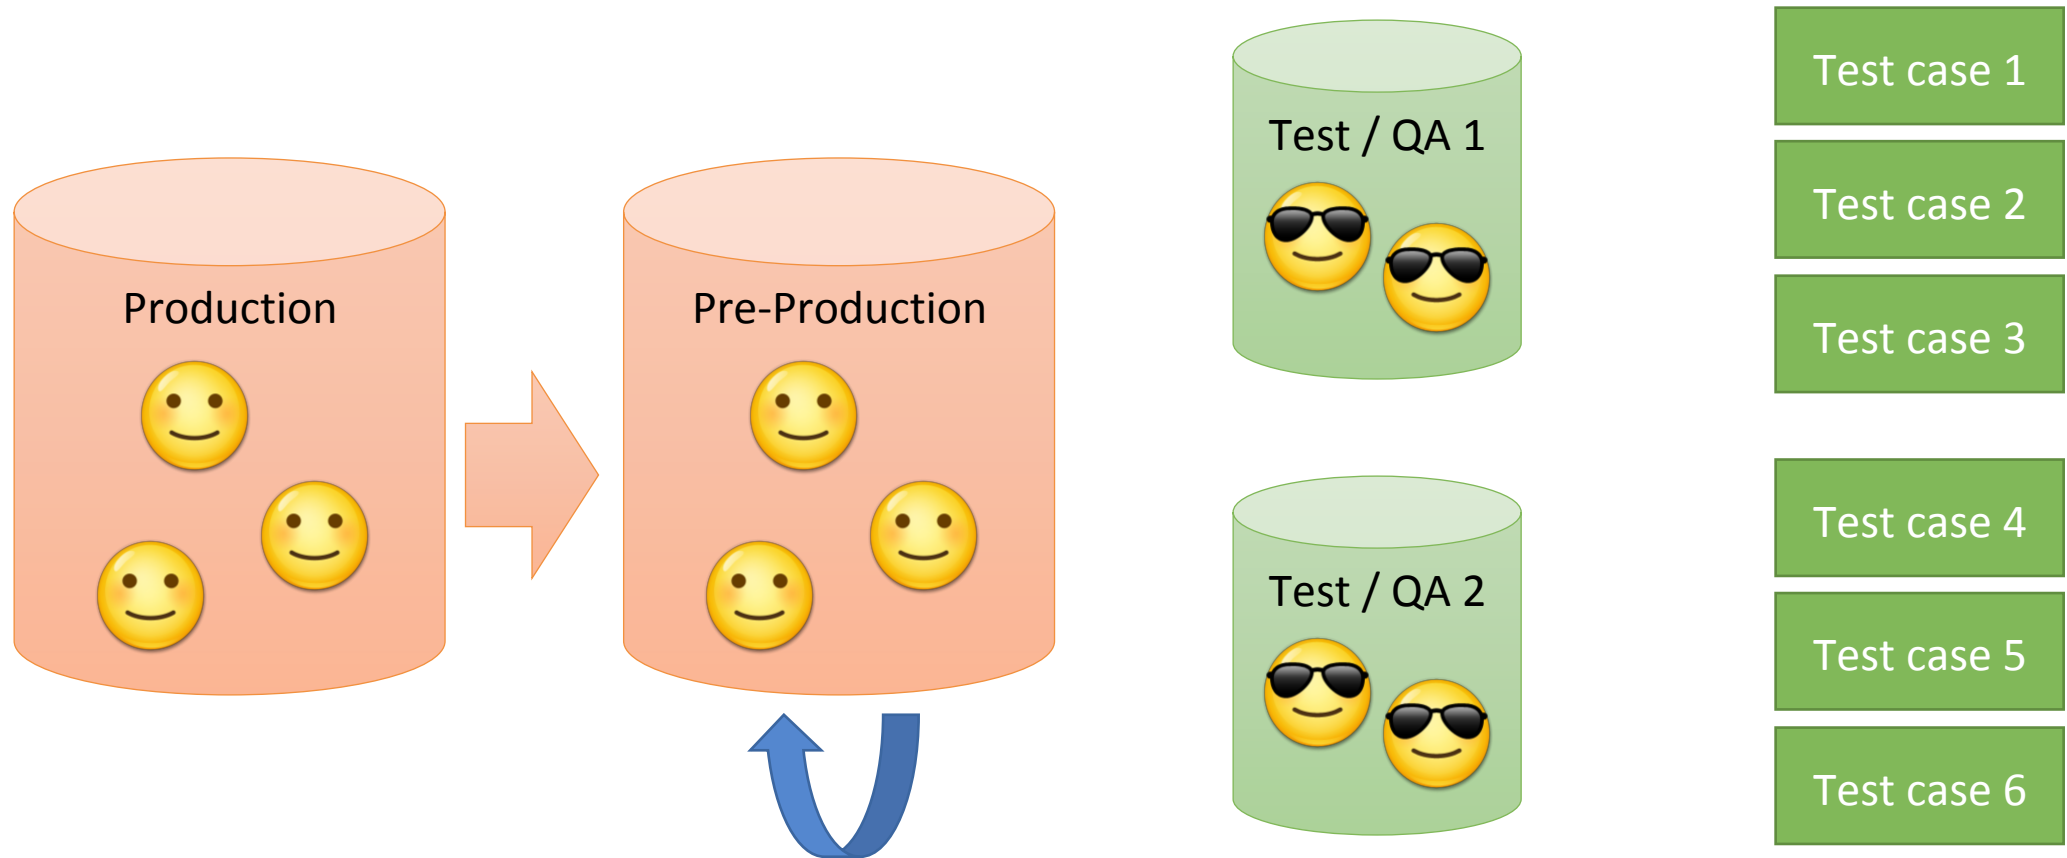 Production
Pre-Production
Test / QA 1
Test / QA 2
Test case 1
Test case 2
Test case 3
Test case 4
Test case 5
Test case 6